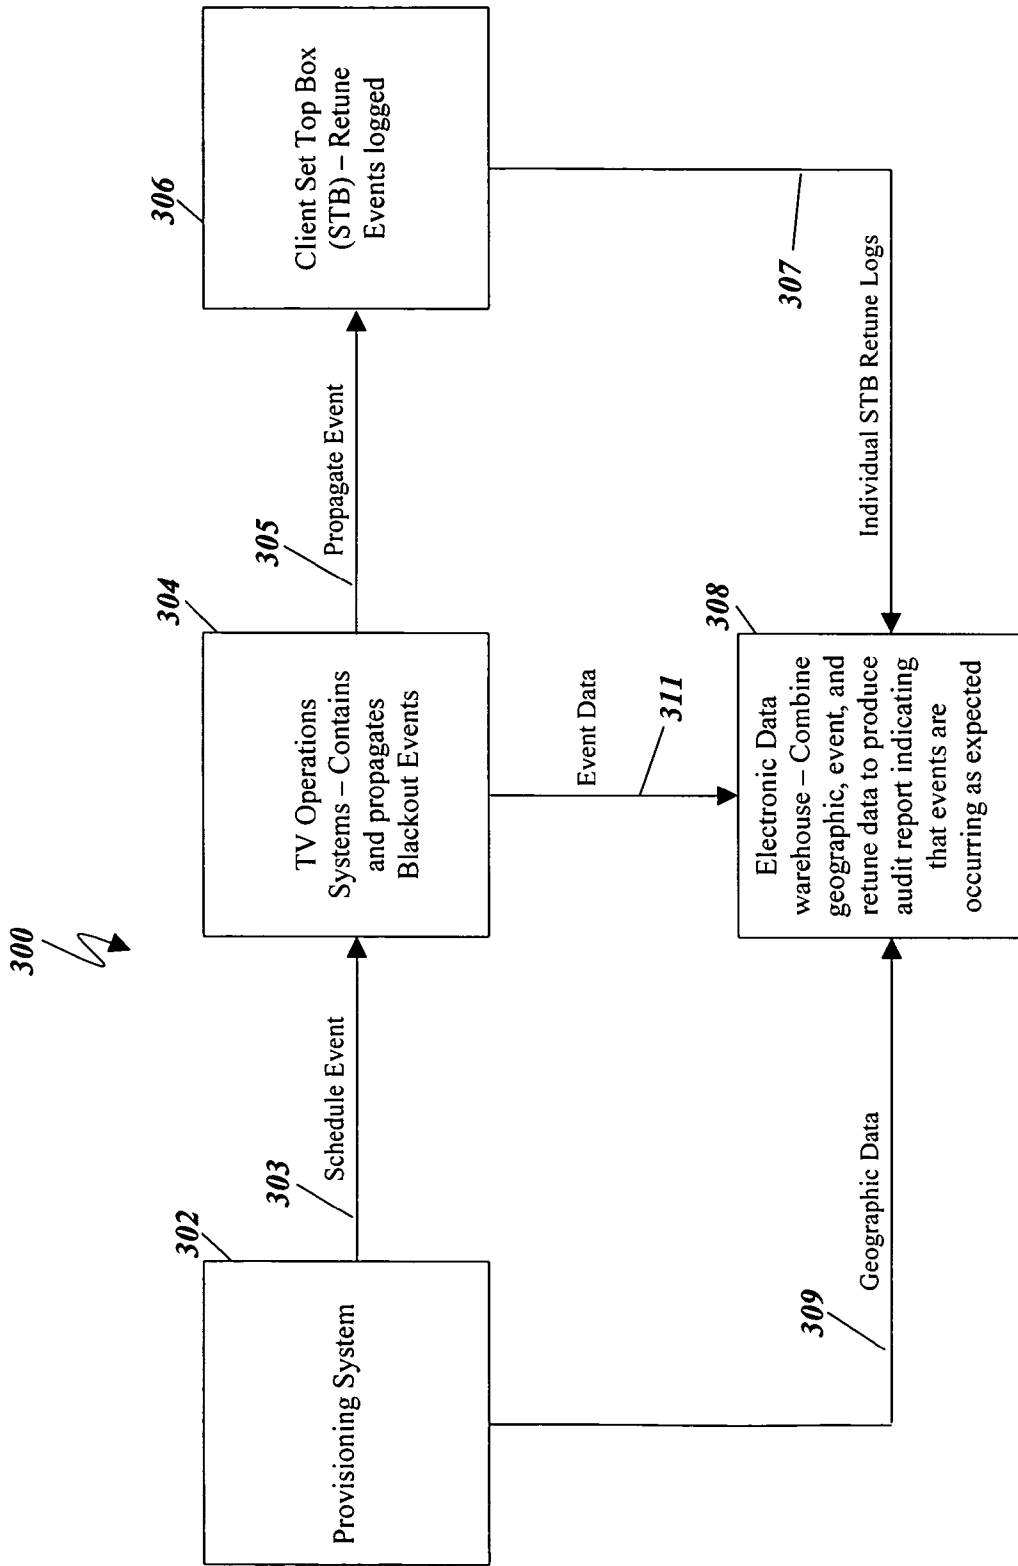 300
302
Provisioning System
303
Schedule Event
304
TV Operations
Systems – Contains
and propagates
Blackout Events
305
Propagate Event
306
Client Set Top Box
(STB) – Retune
Events logged
309
Geographic Data
Event Data
311
308
Electronic Data
warehouse – Combine
geographic, event, and
retune data to produce
audit report indicating
that events are
occurring as expected
307
Individual STB Retune Logs